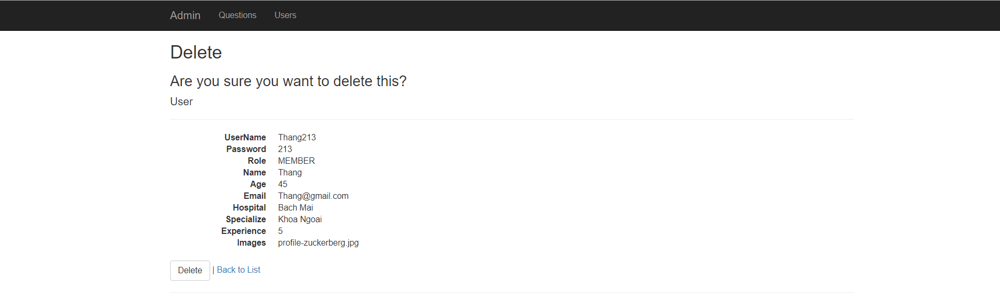 Admin Questions Users
Delete
Are you sure you want to delete this?
User
UserName Thang213
Password 213
Role MEMBER
Name Thang
Age 45
Email Thang@gmail.com
Hospital Bach Mai
Specialize Khoa Ngoai
Experience 5
Images profile-zuckerberg.jpg
Delete | Back to List